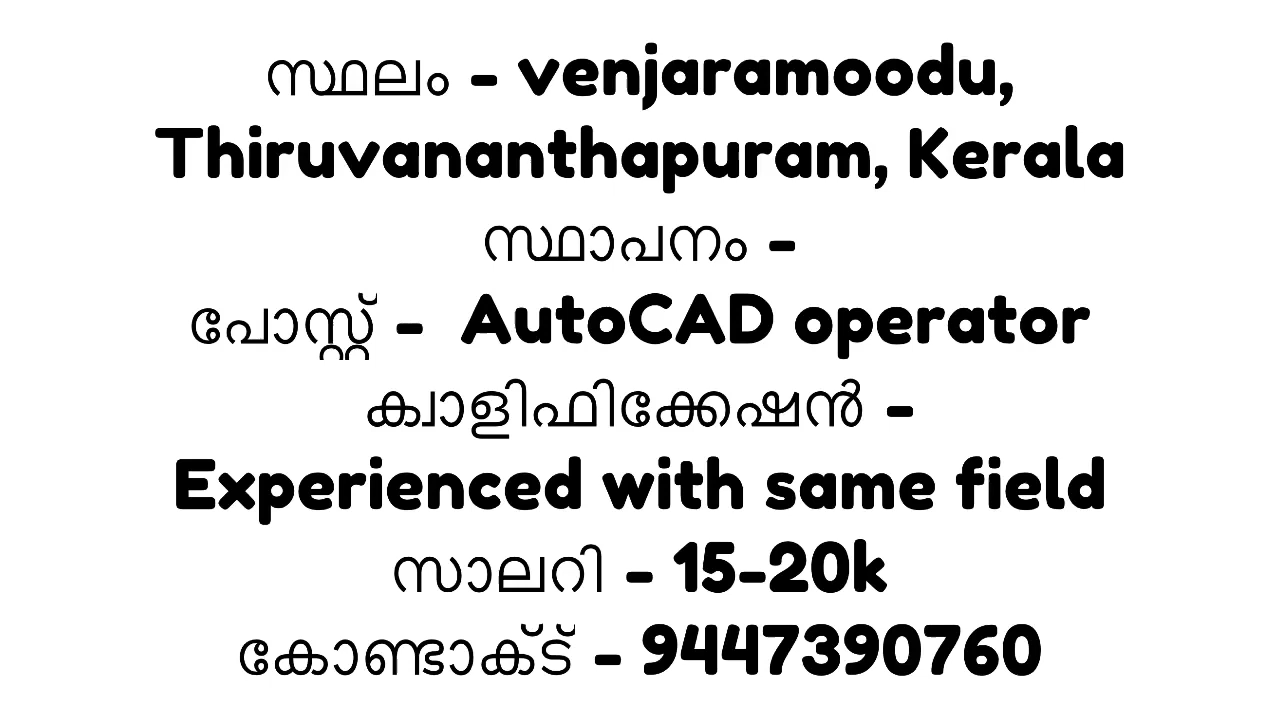 സ്ഥലം - venjaramoodu,
Thiruvananthapuram, Kerala
സ്ഥാപനം -
പോസ്റ്റ് - AutoCAD operator
ക്വാളിഫിക്കേഷൻ -
Experienced with same field
സാലറി - 15-20k
കോണ്ടാക്ട് - 9447390760